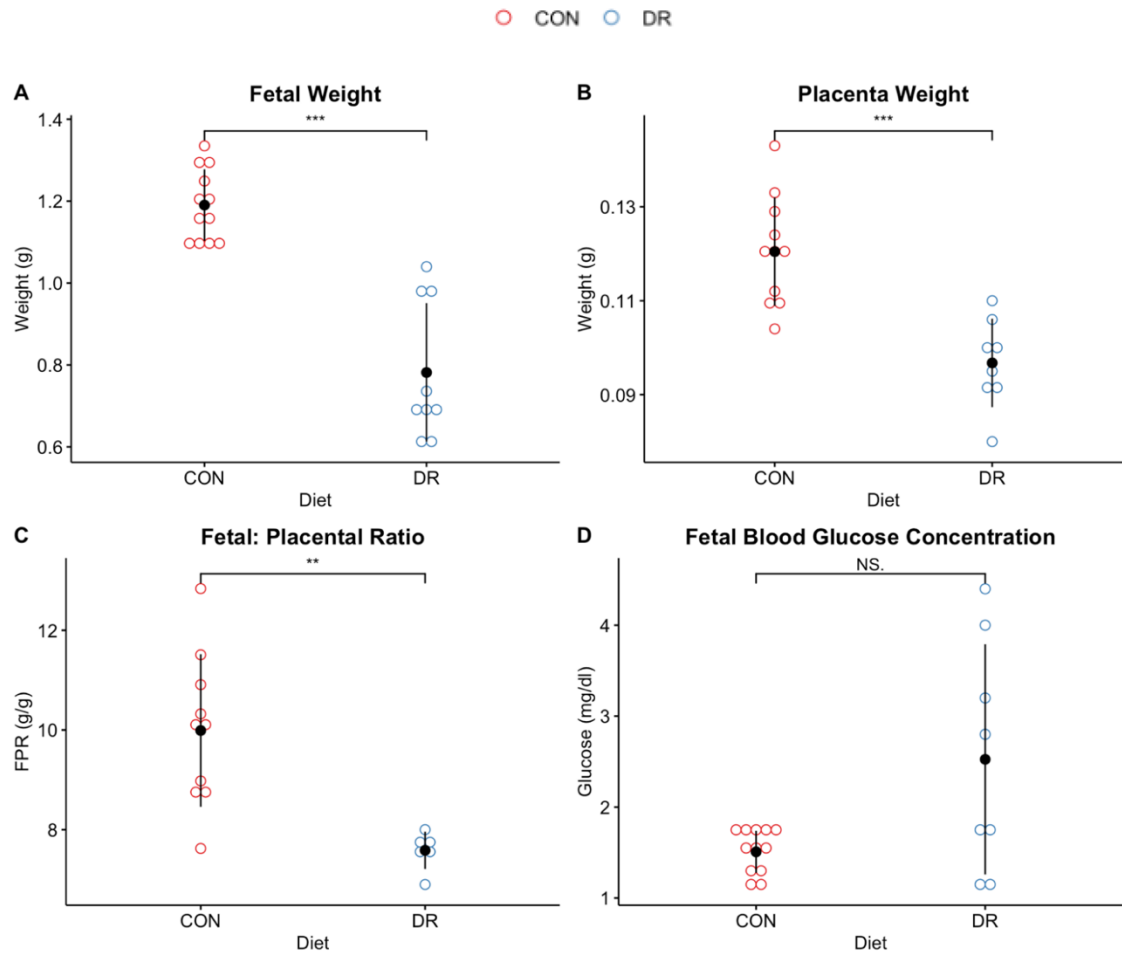 CON DR
A Fetal Weight
***
1.4
1.2
1.0
0.8
0.6
Weight (g)
CON DR
Diet
B Placenta Weight
***
0.13
0.11
0.09
Weight (g)
CON DR
Diet
C Fetal: Placental Ratio
**
12
10
8
FPR (g/g)
CON DR
Diet
D Fetal Blood Glucose Concentration
NS.
4
3
2
1
Glucose (mg/dl)
CON DR
Diet